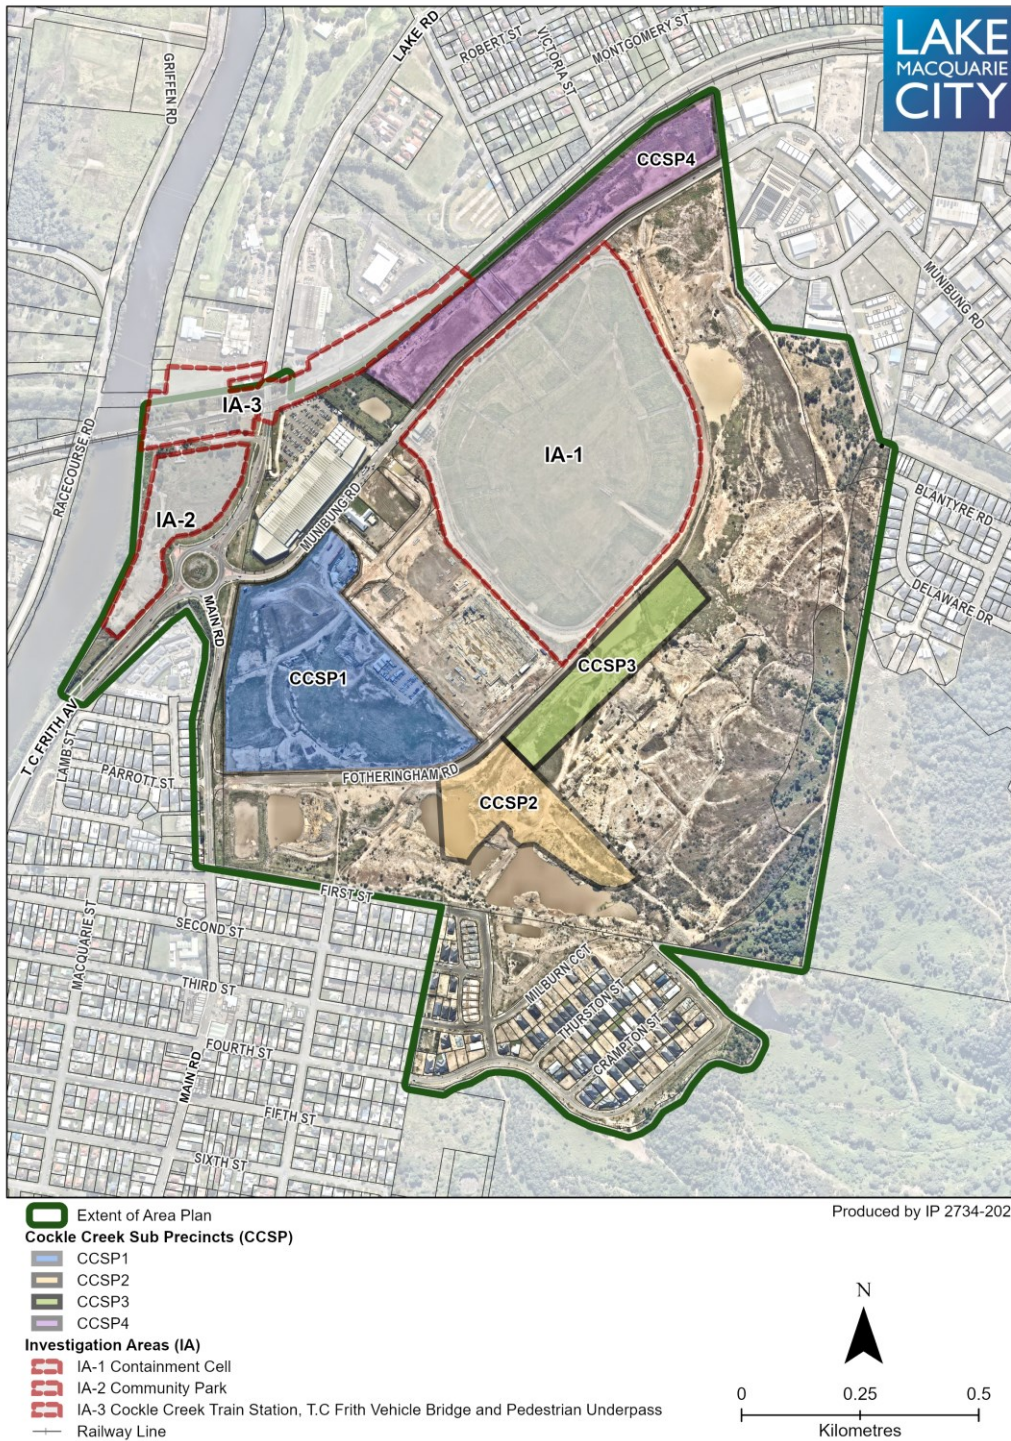 LAKE
MACQUARIE
CITY
GRIFFEN RD
LAKE RD
ROBERT ST
VICTORIA ST
MONTGOMERY ST
CCSP4
MUNIBUNG RD
IA-3
IA-1
RACECOURSE RD
IA-2
MUNIBUNG RD
BLANTYRE RD
DELAWARE DR
MAIN RD
CCSP1
CCSP3
T.C.FRITH AV
LAMB ST
PARROTT ST
FOTHERINGHAM RD
CCSP2
FIRST ST
MACQUARIE ST
SECOND ST
THIRD ST
MILBURN CCT
THURSTON ST
CRAMPTON ST
FOURTH ST
MAIN RD
FIFTH ST
SIXTH ST
Extent of Area Plan
Produced by IP 2734-202
Cockle Creek Sub Precincts (CCSP)
CCSP1
CCSP2
CCSP3
CCSP4
Investigation Areas (IA)
IA-1 Containment Cell
IA-2 Community Park
IA-3 Cockle Creek Train Station, T.C Frith Vehicle Bridge and Pedestrian Underpass
Railway Line
N
0 0.25 0.5
Kilometres